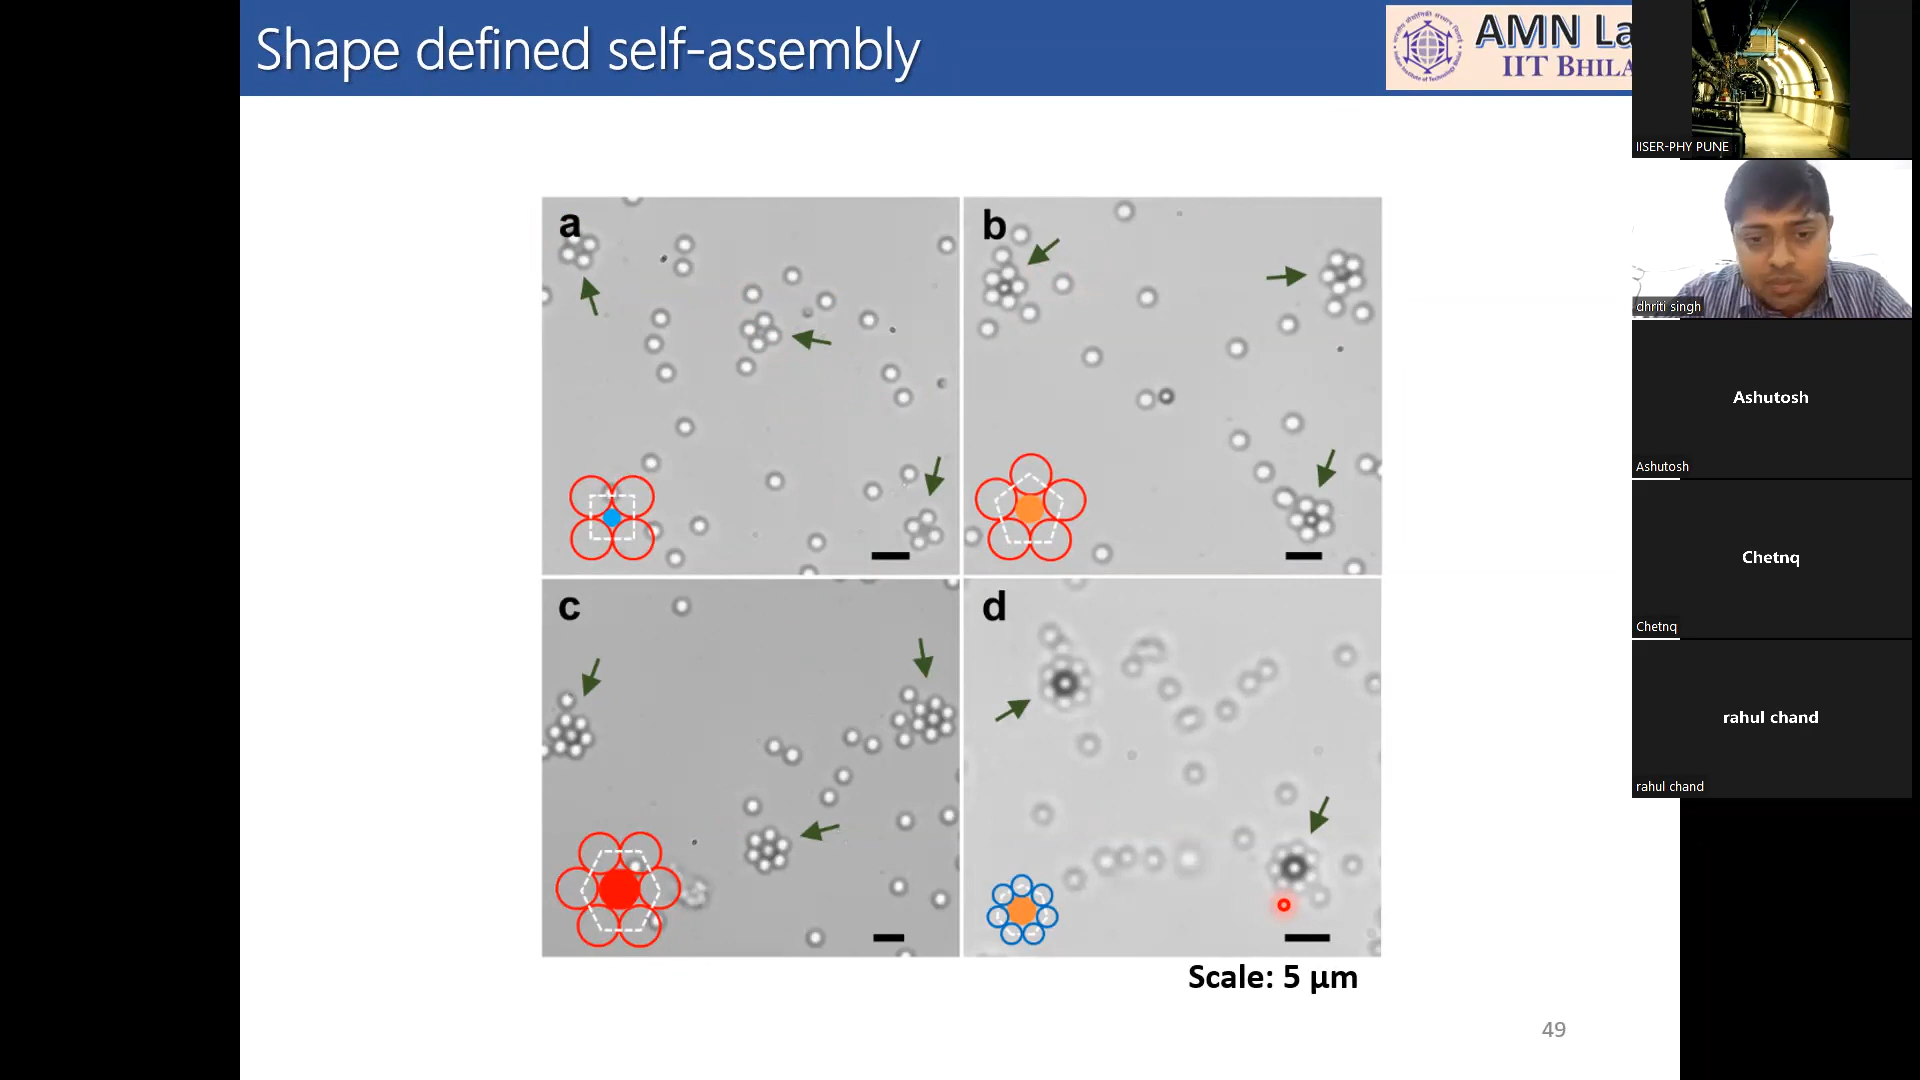 Shape defined self-assembly
AMN La
IIT BHILA
a
b
c
d
Scale: 5 µm
49
IISER-PHY PUNE
dhriti singh
Ashutosh
Ashutosh
Chetnq
Chetnq
rahul chand
rahul chand